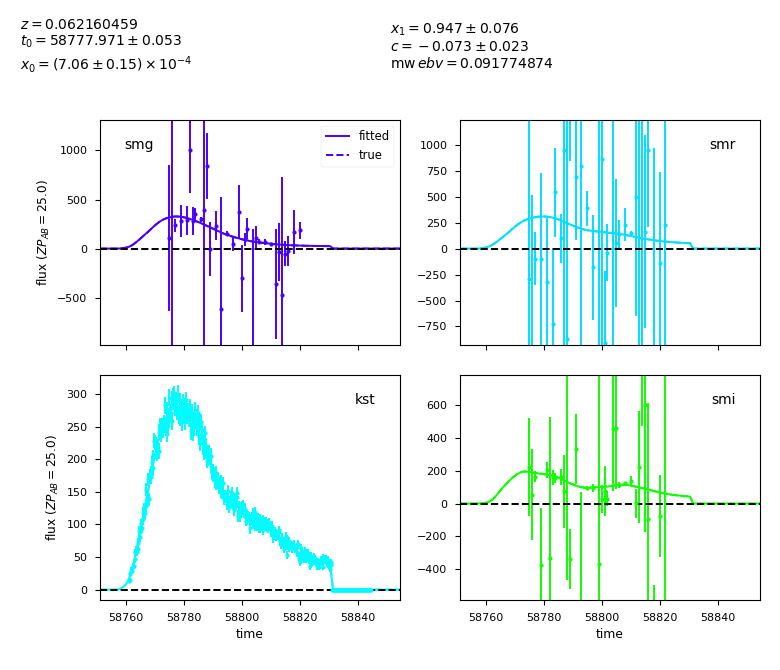 z = 0.062160459
t0 = 58777.971 ± 0.053
x0 = (7.06 ± 0.15) × 10^−4
x1 = 0.947 ± 0.076
c = −0.073 ± 0.023
mw ebv = 0.091774874
smg
fitted
true
1000
500
0
−500
flux (ZP_AB = 25.0)
smr
1000
750
500
250
0
−250
−500
−750
kst
300
250
200
150
100
50
0
flux (ZP_AB = 25.0)
58760 58780 58800 58820 58840
time
smi
600
400
200
0
−200
−400
58760 58780 58800 58820 58840
time